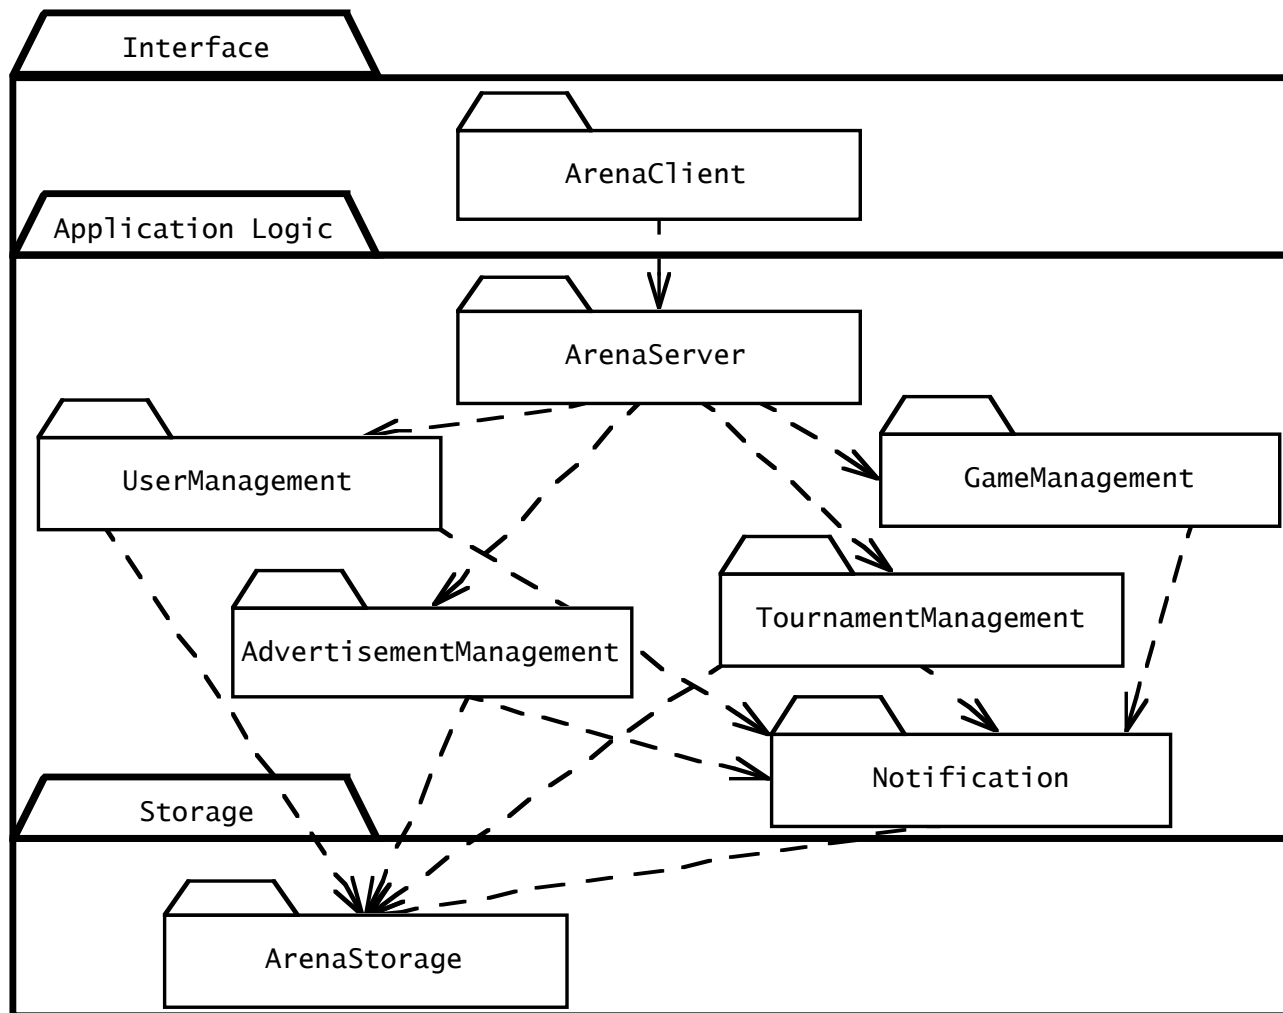 Interface
ArenaClient
Application Logic
ArenaServer
UserManagement
GameManagement
AdvertisementManagement
TournamentManagement
Notification
Storage
ArenaStorage